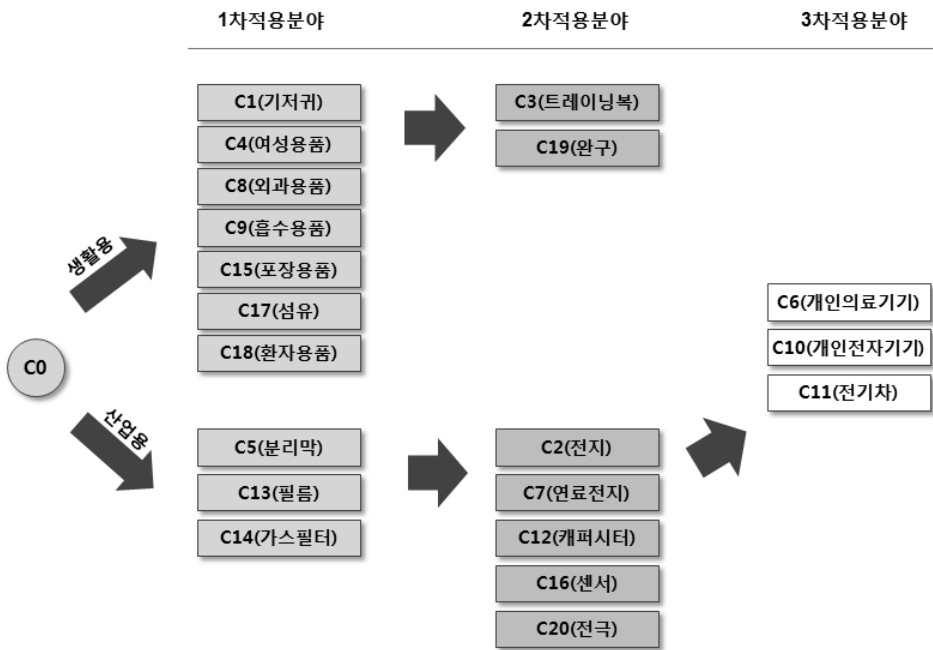 1차적용분야
2차적용분야
3차적용분야
C1(기저귀)
C4(여성용품)
C8(외과용품)
C9(흡수용품)
C15(포장용품)
C17(섬유)
C18(환자용품)
C3(트레이닝복)
C19(완구)
생활용
C0
산업용
C5(분리막)
C13(필름)
C14(가스필터)
C2(전지)
C7(연료전지)
C12(캐퍼시터)
C16(센서)
C20(전극)
C6(개인의료기기)
C10(개인전자기기)
C11(전기차)